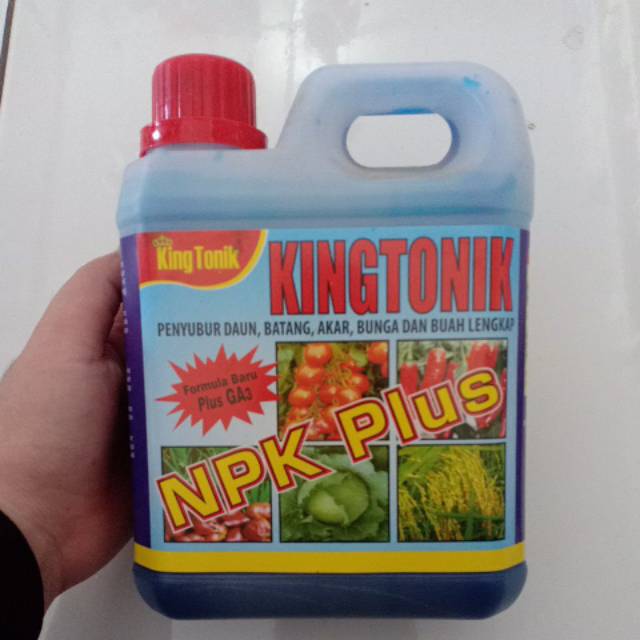 King Tonik
KINGTONIK
PENYUBUR DAUN, BATANG, AKAR, BUNGA DAN BUAH LENGKAP
Formula Baru
Plus GA3
NPK Plus